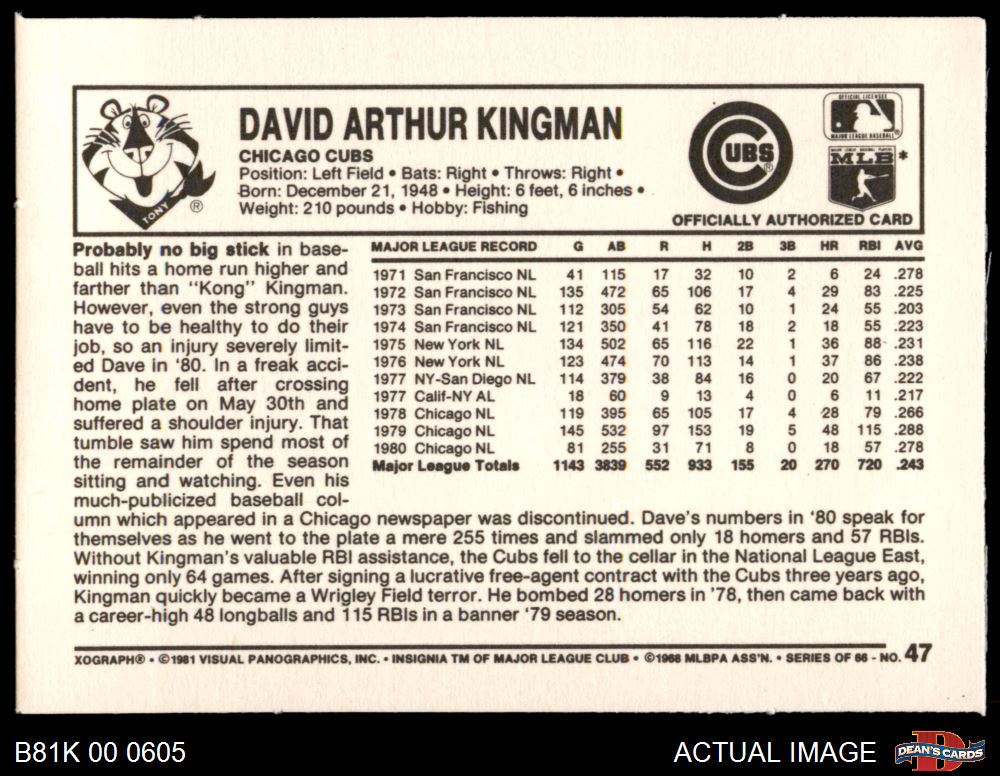 DAVID ARTHUR KINGMAN
CHICAGO CUBS
Position: Left Field • Bats: Right • Throws: Right •
Born: December 21, 1948 • Height: 6 feet, 6 inches •
Weight: 210 pounds • Hobby: Fishing
TONY ®
CUBS ®
OFFICIAL LICENSEE
MAJOR LEAGUE BASEBALL ®
MAJOR LEAGUE BASEBALL PLAYERS
MLB *
OFFICIALLY AUTHORIZED CARD
Probably no big stick in base-
ball hits a home run higher and
farther than "Kong" Kingman.
However, even the strong guys
have to be healthy to do their
job, so an injury severely limit-
ed Dave in '80. In a freak acci-
dent, he fell after crossing
home plate on May 30th and
suffered a shoulder injury. That
tumble saw him spend most of
the remainder of the season
sitting and watching. Even his
much-publicized baseball col-
umn which appeared in a Chicago newspaper was discontinued. Dave's numbers in '80 speak for
themselves as he went to the plate a mere 255 times and slammed only 18 homers and 57 RBIs.
Without Kingman's valuable RBI assistance, the Cubs fell to the cellar in the National League East,
winning only 64 games. After signing a lucrative free-agent contract with the Cubs three years ago,
Kingman quickly became a Wrigley Field terror. He bombed 28 homers in '78, then came back with
a career-high 48 longballs and 115 RBIs in a banner '79 season.
MAJOR LEAGUE RECORD G AB R H 2B 3B HR RBI AVG
1971 San Francisco NL 41 115 17 32 10 2 6 24 .278
1972 San Francisco NL 135 472 65 106 17 4 29 83 .225
1973 San Francisco NL 112 305 54 62 10 1 24 55 .203
1974 San Francisco NL 121 350 41 78 18 2 18 55 .223
1975 New York NL 134 502 65 116 22 1 36 88 .231
1976 New York NL 123 474 70 113 14 1 37 86 .238
1977 NY-San Diego NL 114 379 38 84 16 0 20 67 .222
1977 Calif-NY AL 18 60 9 13 4 0 6 11 .217
1978 Chicago NL 119 395 65 105 17 4 28 79 .266
1979 Chicago NL 145 532 97 153 19 5 48 115 .288
1980 Chicago NL 81 255 31 71 8 0 18 57 .278
Major League Totals 1143 3839 552 933 155 20 270 720 .243
XOGRAPH® • ©1981 VISUAL PANOGRAPHICS, INC. • INSIGNIA TM OF MAJOR LEAGUE CLUB • ©1968 MLBPA ASS'N. • SERIES OF 66 - NO. 47
B81K 00 0605
ACTUAL IMAGE
DEAN'S CARDS